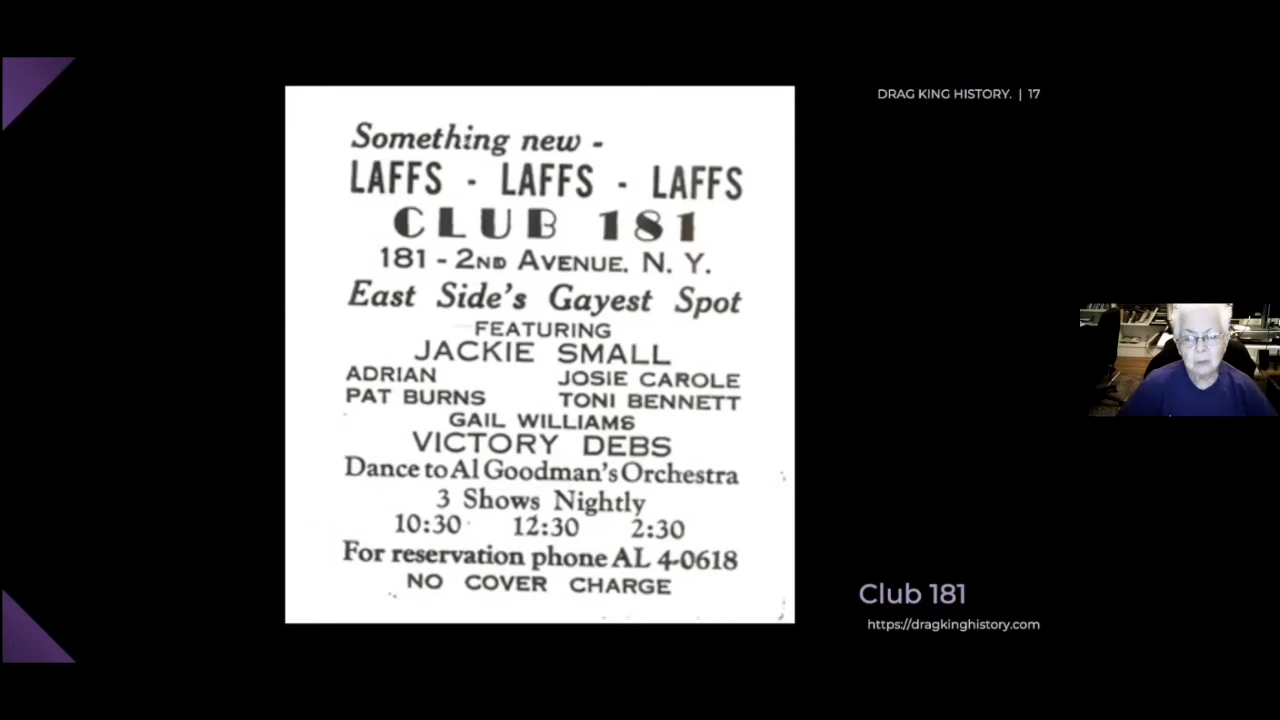 DRAG KING HISTORY. | 17
Something new -
LAFFS - LAFFS - LAFFS
CLUB 181
181 - 2ND AVENUE. N. Y.
East Side's Gayest Spot
FEATURING
JACKIE SMALL
ADRIAN JOSIE CAROLE
PAT BURNS TONI BENNETT
GAIL WILLIAMS
VICTORY DEBS
Dance to Al Goodman's Orchestra
3 Shows Nightly
10:30 12:30 2:30
For reservation phone AL 4-0618
NO COVER CHARGE
Club 181
https://dragkinghistory.com